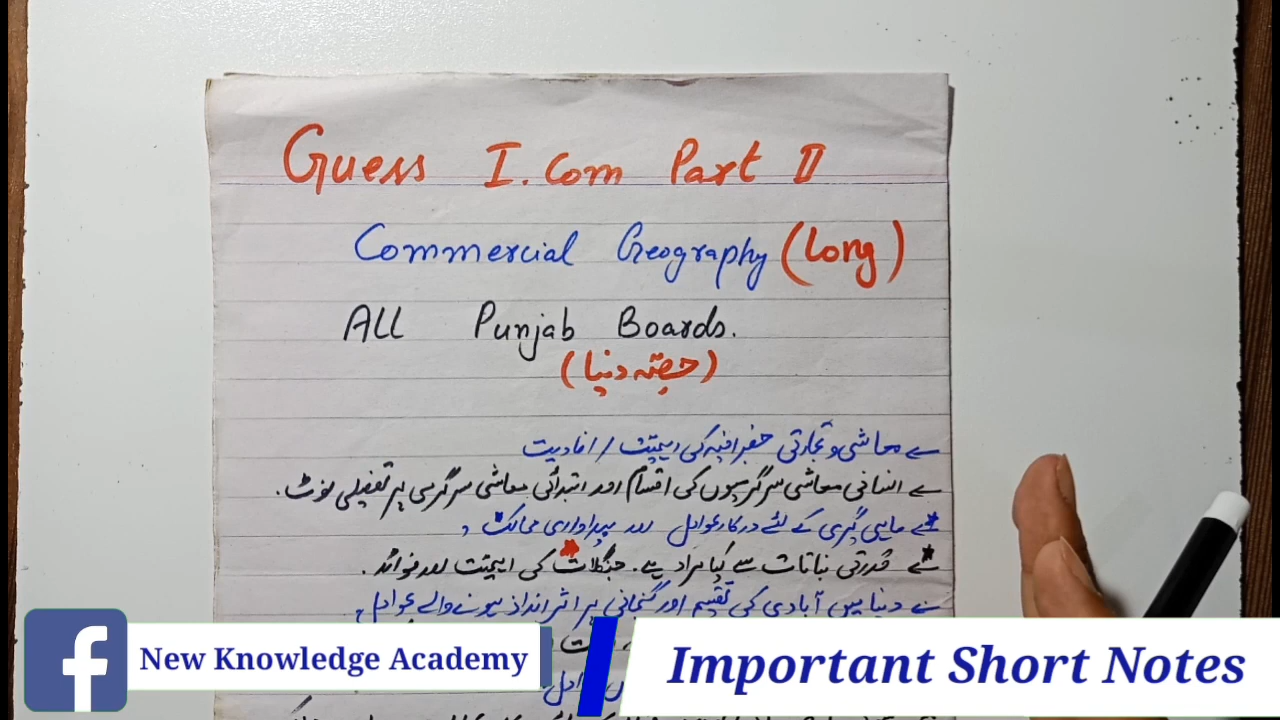 Guess I.Com Part II
Commercial Geography (Long)
ALL Punjab Boards.
(حصّہ دنیا)
ے معاشی و تجارتی جغرافیہ کی اہمیّت / افادیت
ے انسانی معاشی سرگرمیوں کی اقسام اور ابتدائی معاشی سرگرمی پر تفصیلی نوٹ۔
* ے ماہی گیری کے لئے درکار عوامل اور پیداواری ممالک۔
* ے قدرتی نباتات سے کیا مراد ہے۔ جنگلات کی اہمیّت اور فوائد۔
ے دنیا میں آبادی کی تقسیم اور گنجانی پر اثر انداز ہونے والے عوامل۔
New Knowledge Academy
Important Short Notes